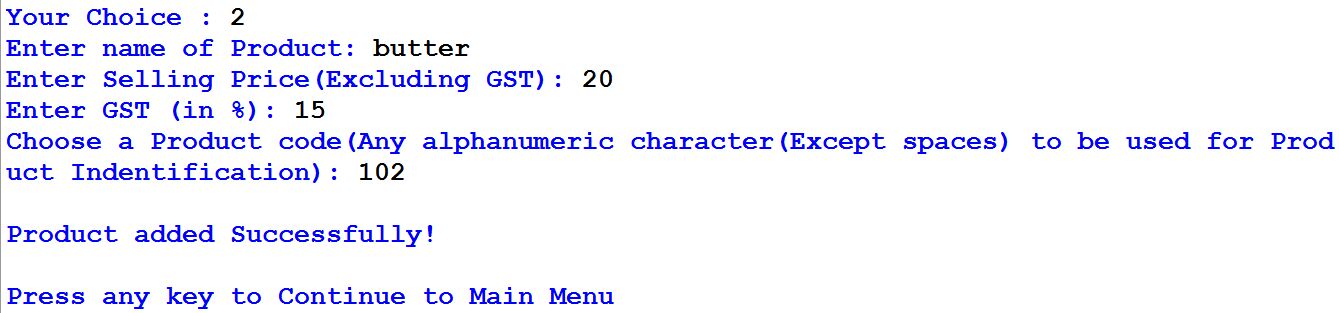 Your Choice : 2
Enter name of Product: butter
Enter Selling Price(Excluding GST): 20
Enter GST (in %): 15
Choose a Product code(Any alphanumeric character(Except spaces) to be used for Prod
uct Indentification): 102
Product added Successfully!
Press any key to Continue to Main Menu